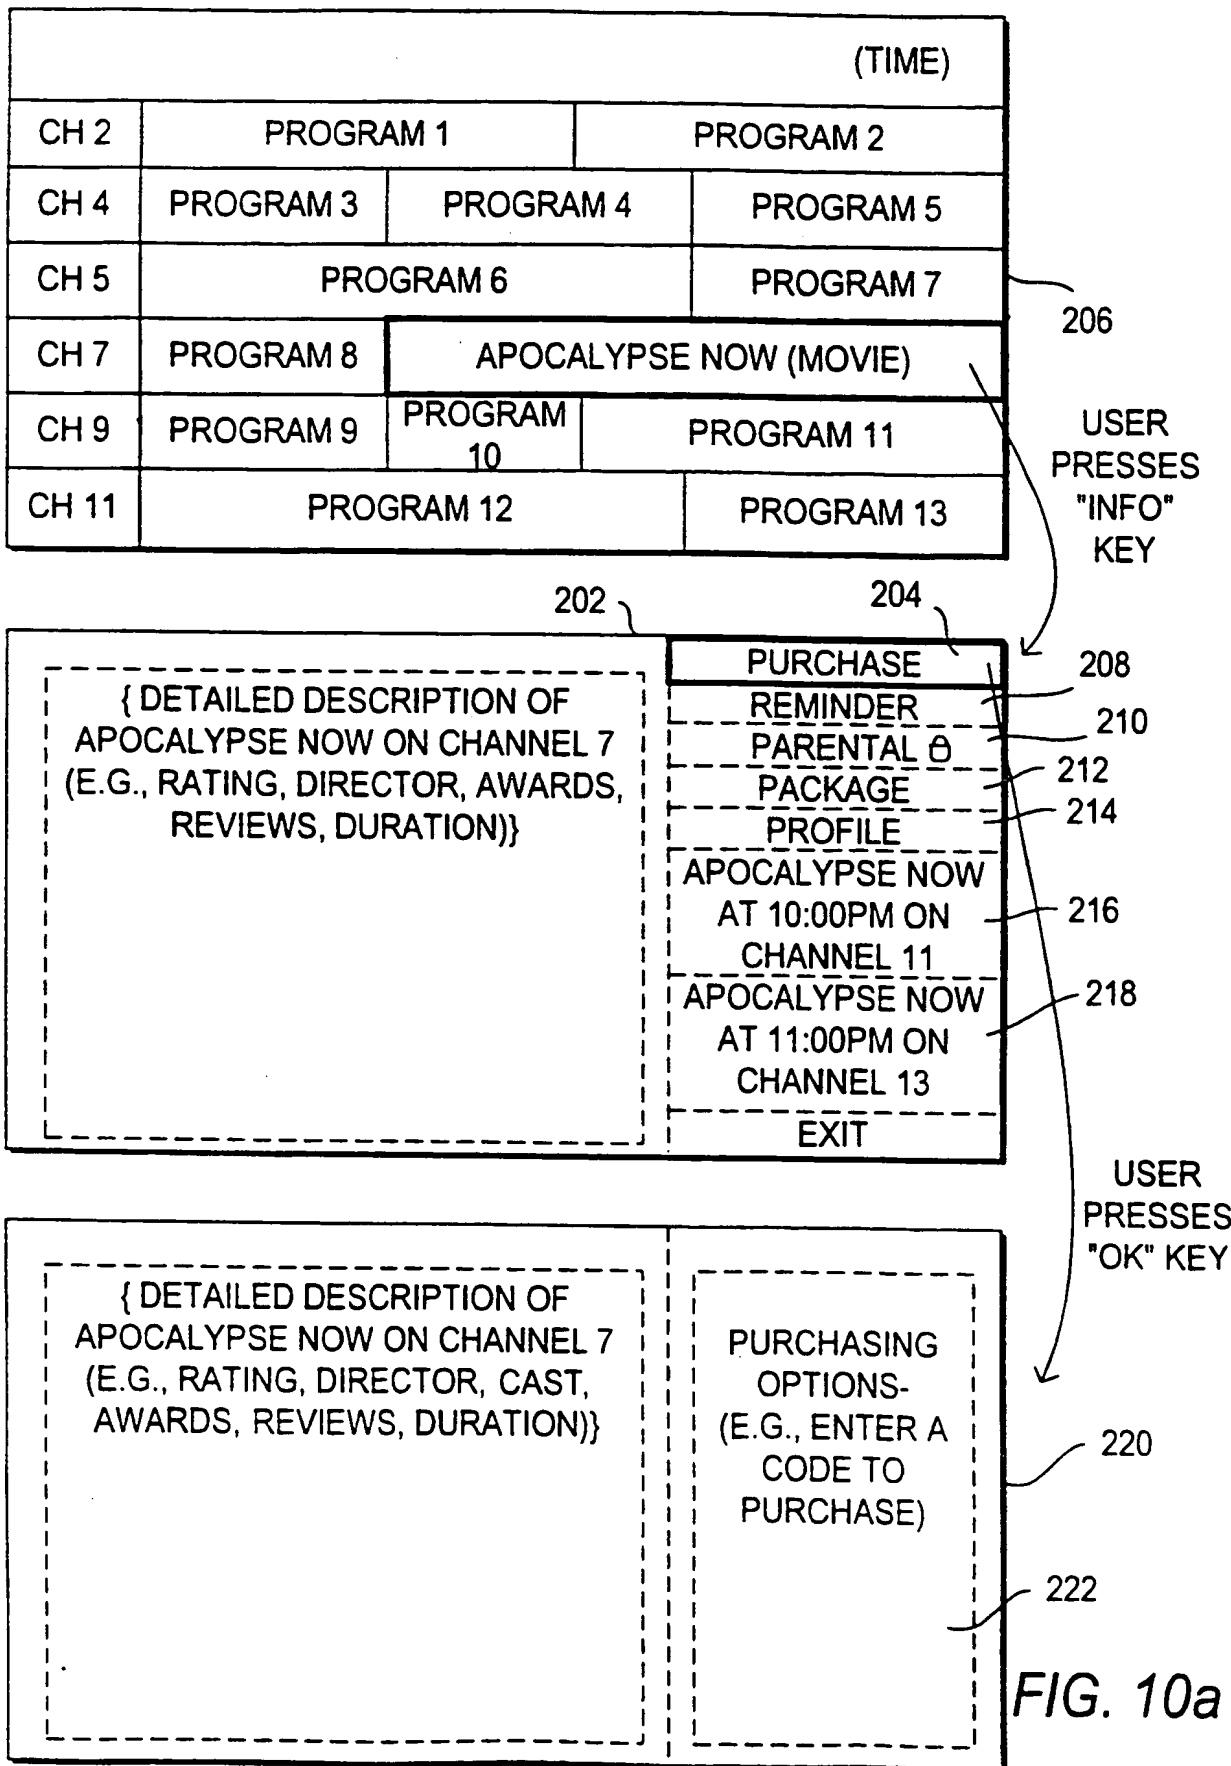 (TIME)
CH 2 PROGRAM 1 PROGRAM 2
CH 4 PROGRAM 3 PROGRAM 4 PROGRAM 5
CH 5 PROGRAM 6 PROGRAM 7
206
CH 7 PROGRAM 8 APOCALYPSE NOW (MOVIE)
CH 9 PROGRAM 9 PROGRAM
10 PROGRAM 11
CH 11 PROGRAM 12 PROGRAM 13
USER
PRESSES
"INFO"
KEY
202
204
{ DETAILED DESCRIPTION OF
APOCALYPSE NOW ON CHANNEL 7
(E.G., RATING, DIRECTOR, AWARDS,
REVIEWS, DURATION)}
PURCHASE
REMINDER
PARENTAL
PACKAGE
PROFILE
APOCALYPSE NOW
AT 10:00PM ON
CHANNEL 11
APOCALYPSE NOW
AT 11:00PM ON
CHANNEL 13
EXIT
208
210
212
214
216
218
USER
PRESSES
"OK" KEY
{ DETAILED DESCRIPTION OF
APOCALYPSE NOW ON CHANNEL 7
(E.G., RATING, DIRECTOR, CAST,
AWARDS, REVIEWS, DURATION)}
PURCHASING
OPTIONS-
(E.G., ENTER A
CODE TO
PURCHASE)
220
222
FIG. 10a